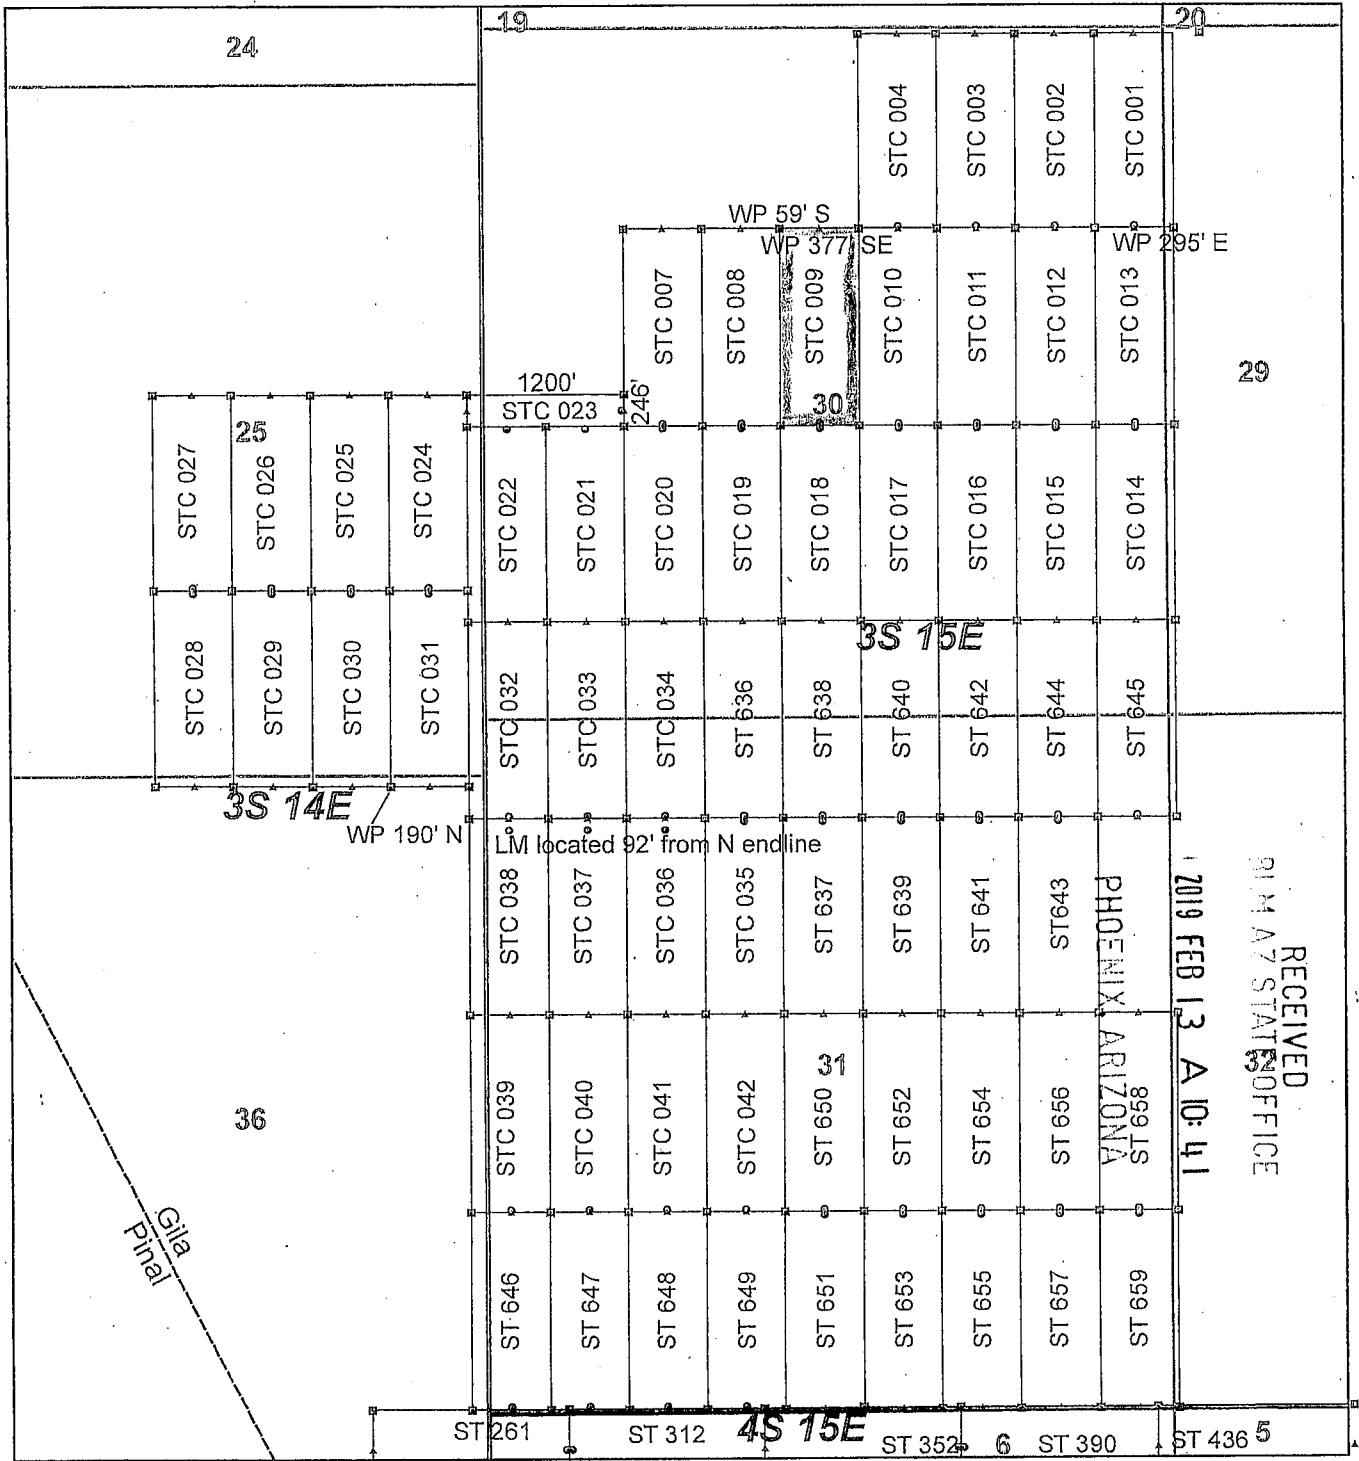 19
20
24
STC 004
STC 003
STC 002
STC 001
WP 59' S
WP 377' SE
WP 295' E
STC 007
STC 008
STC 009
STC 010
STC 011
STC 012
STC 013
29
30
1200'
246'
STC 023
25
STC 027
STC 026
STC 025
STC 024
STC 022
STC 021
STC 020
STC 019
STC 018
STC 017
STC 016
STC 015
STC 014
3S 15E
STC 028
STC 029
STC 030
STC 031
STC 032
STC 033
STC 034
ST 636
ST 638
ST 640
ST 642
ST 644
ST 645
3S 14E
WP 190' N
LM located 92' from N endline
STC 038
STC 037
STC 036
STC 035
ST 637
ST 639
ST 641
ST643
RECEIVED
BLM AZ STATE OFFICE
2019 FEB 13 A 10:41
PHOENIX ARIZONA
31
32
36
STC 039
STC 040
STC 041
STC 042
ST 650
ST 652
ST 654
ST 656
ST 658
Gila
Pinal
ST 646
ST 647
ST 648
ST 649
ST 651
ST 653
ST 655
ST 657
ST 659
4S 15E
ST 261
ST 312
ST 352
6
ST 390
ST 436
5